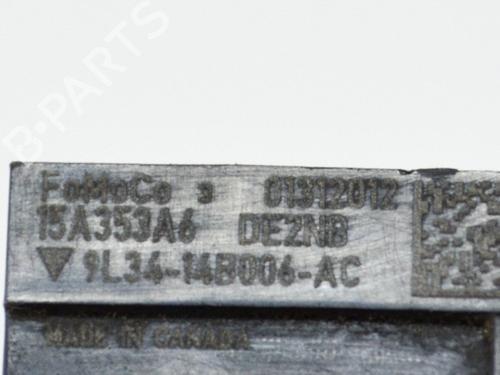 B-PARTS
FoMoCo 3 01312012
15A353A6 DE2NB
9L34-14B006-AC
MADE IN CANADA